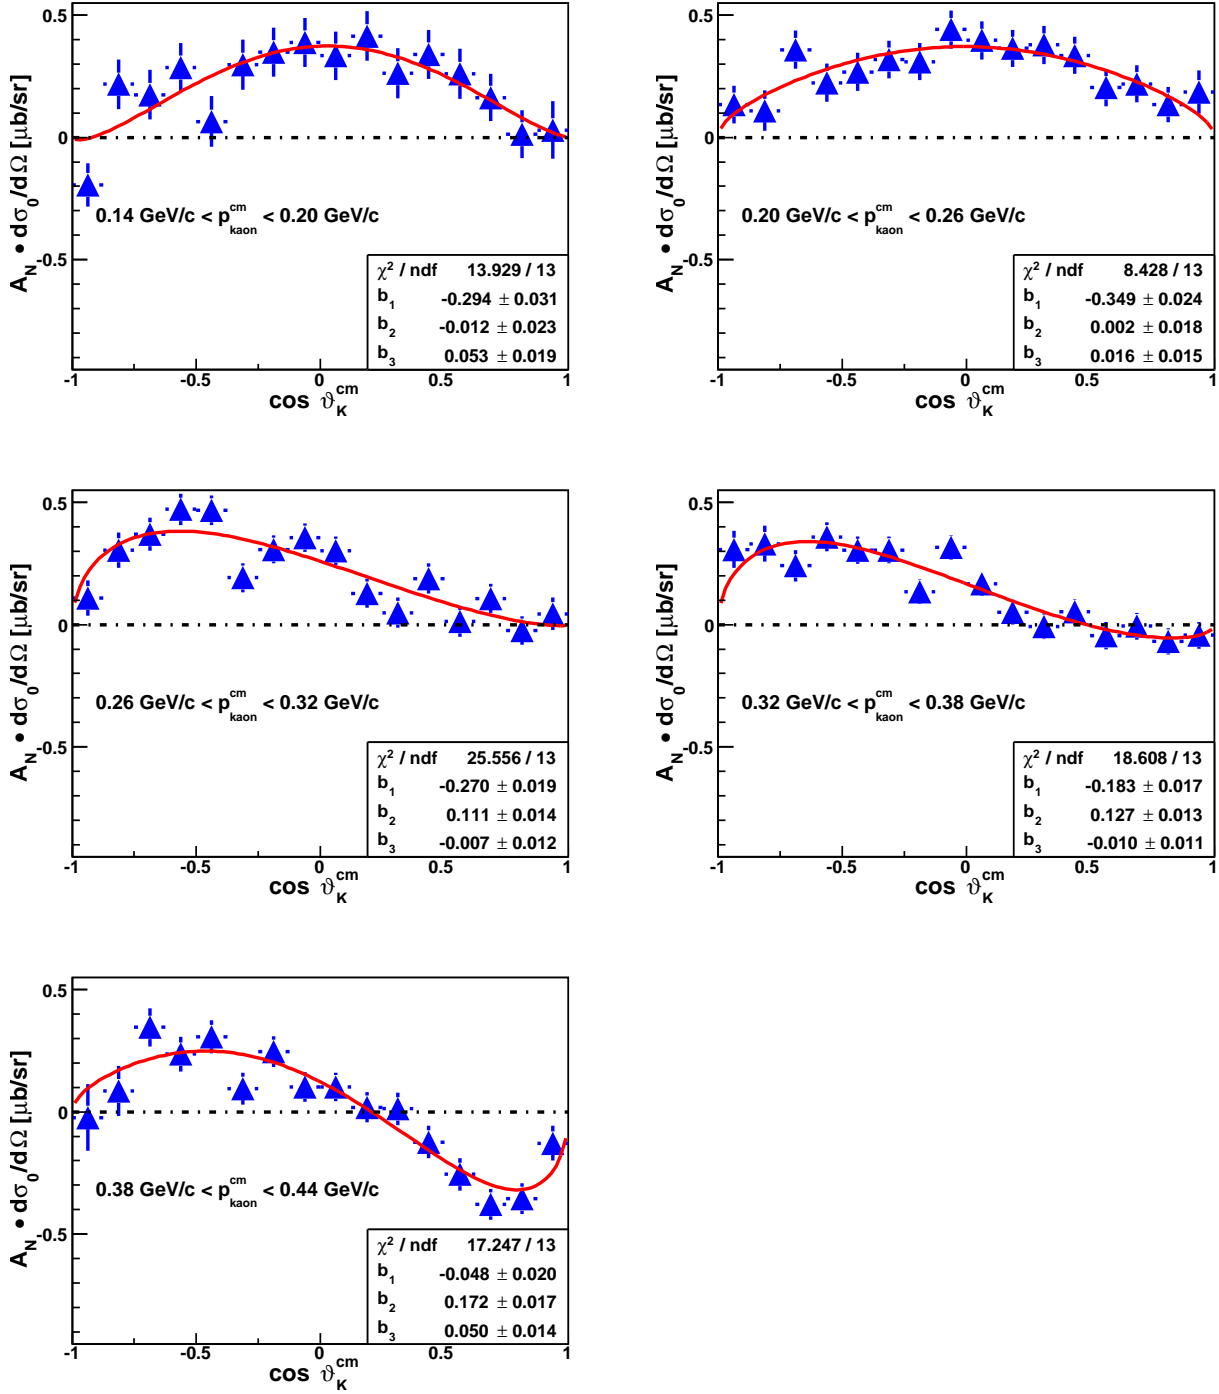 A_N • dσ_0/dΩ [μb/sr]
0.5
0
-0.5
0.14 GeV/c < p_kaon^cm < 0.20 GeV/c
χ² / ndf 13.929 / 13
b_1 -0.294 ± 0.031
b_2 -0.012 ± 0.023
b_3 0.053 ± 0.019
-1 -0.5 0 0.5 1
cos ϑ_K^cm
A_N • dσ_0/dΩ [μb/sr]
0.5
0
-0.5
0.20 GeV/c < p_kaon^cm < 0.26 GeV/c
χ² / ndf 8.428 / 13
b_1 -0.349 ± 0.024
b_2 0.002 ± 0.018
b_3 0.016 ± 0.015
-1 -0.5 0 0.5 1
cos ϑ_K^cm
A_N • dσ_0/dΩ [μb/sr]
0.5
0
-0.5
0.26 GeV/c < p_kaon^cm < 0.32 GeV/c
χ² / ndf 25.556 / 13
b_1 -0.270 ± 0.019
b_2 0.111 ± 0.014
b_3 -0.007 ± 0.012
-1 -0.5 0 0.5 1
cos ϑ_K^cm
A_N • dσ_0/dΩ [μb/sr]
0.5
0
-0.5
0.32 GeV/c < p_kaon^cm < 0.38 GeV/c
χ² / ndf 18.608 / 13
b_1 -0.183 ± 0.017
b_2 0.127 ± 0.013
b_3 -0.010 ± 0.011
-1 -0.5 0 0.5 1
cos ϑ_K^cm
A_N • dσ_0/dΩ [μb/sr]
0.5
0
-0.5
0.38 GeV/c < p_kaon^cm < 0.44 GeV/c
χ² / ndf 17.247 / 13
b_1 -0.048 ± 0.020
b_2 0.172 ± 0.017
b_3 0.050 ± 0.014
-1 -0.5 0 0.5 1
cos ϑ_K^cm